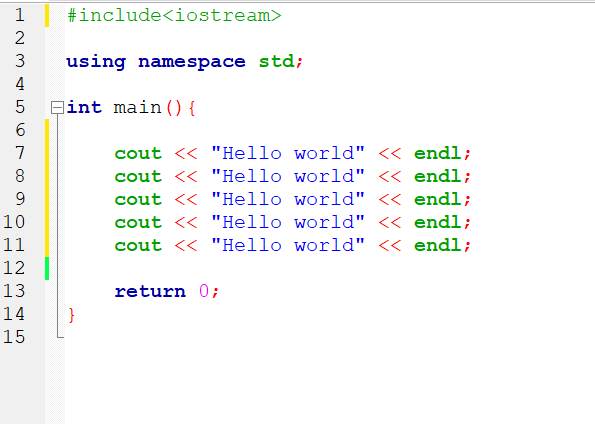 1 #include<iostream>
2
3 using namespace std;
4
5 int main(){
6
7 cout << "Hello world" << endl;
8 cout << "Hello world" << endl;
9 cout << "Hello world" << endl;
10 cout << "Hello world" << endl;
11 cout << "Hello world" << endl;
12
13 return 0;
14 }
15